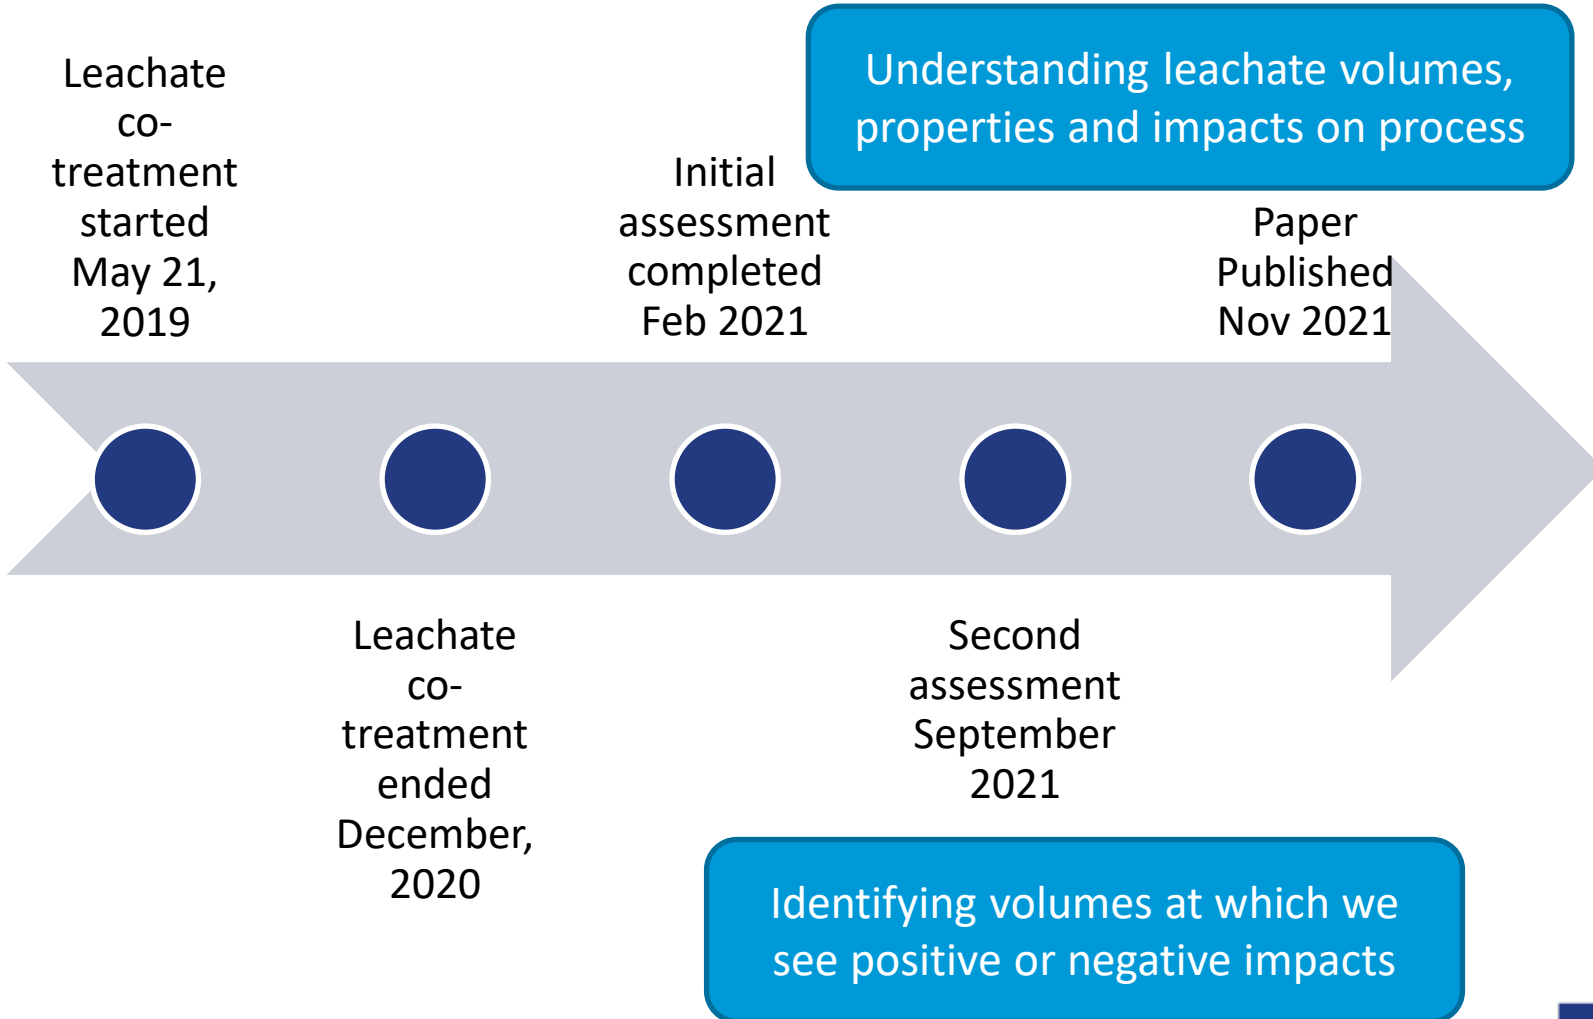 Leachate
co-
treatment
started
May 21,
2019
Leachate
co-
treatment
ended
December,
2020
Initial
assessment
completed
Feb 2021
Understanding leachate volumes,
properties and impacts on process
Second
assessment
September
2021
Identifying volumes at which we
see positive or negative impacts
Paper
Published
Nov 2021